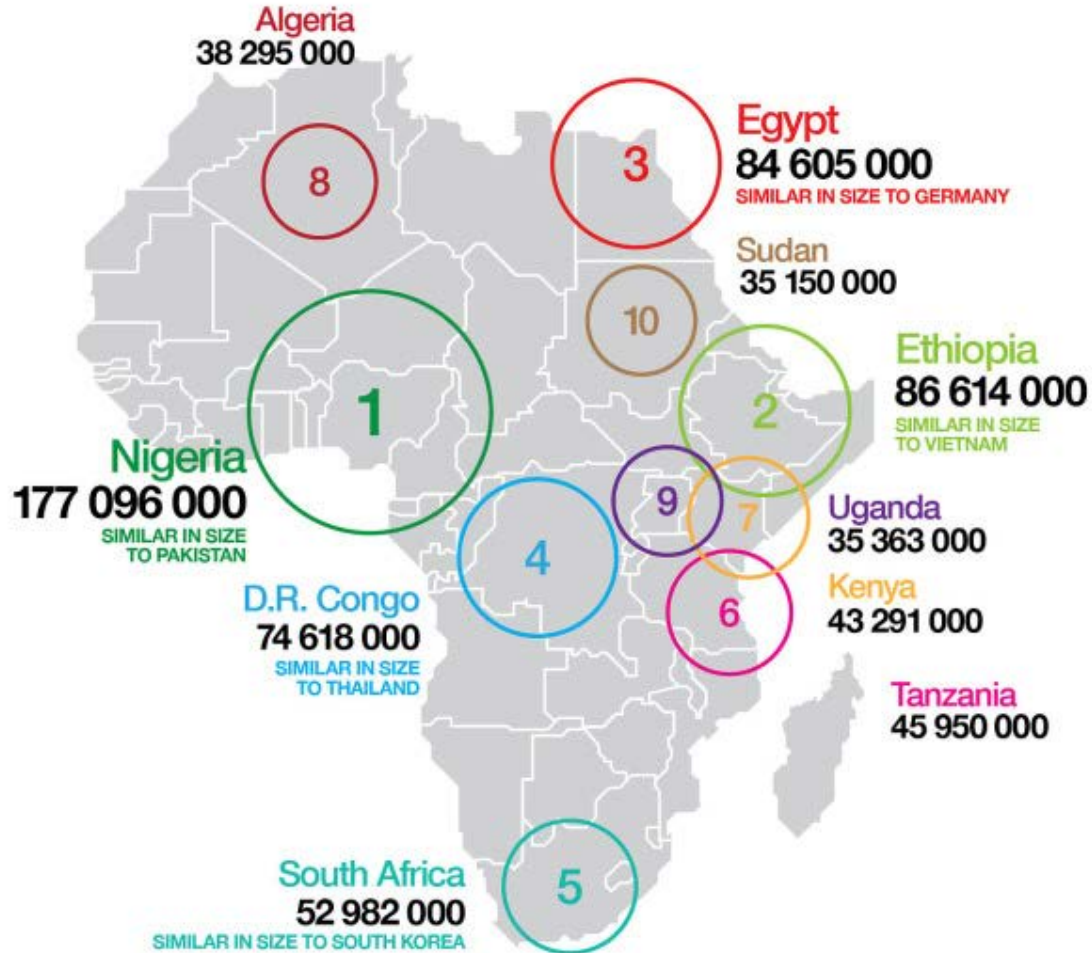 Algeria
38 295 000
8
3
Egypt
84 605 000
SIMILAR IN SIZE TO GERMANY
Sudan
35 150 000
10
Ethiopia
86 614 000
SIMILAR IN SIZE
TO VIETNAM
2
1
Nigeria
177 096 000
SIMILAR IN SIZE
TO PAKISTAN
9
7
Uganda
35 363 000
4
D.R. Congo
74 618 000
SIMILAR IN SIZE
TO THAILAND
Kenya
43 291 000
6
Tanzania
45 950 000
South Africa
52 982 000
SIMILAR IN SIZE TO SOUTH KOREA
5